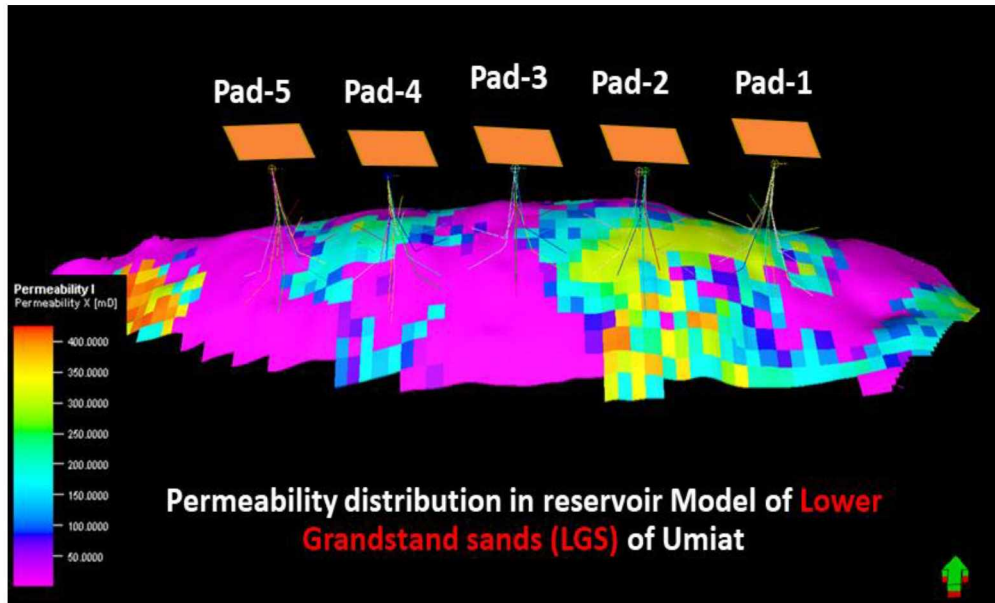 Pad-5 Pad-4 Pad-3 Pad-2 Pad-1
Permeability I
Permeability X [mD]
400.0000
350.0000
300.0000
250.0000
200.0000
150.0000
100.0000
50.0000
Permeability distribution in reservoir Model of Lower
Grandstand sands (LGS) of Umiat